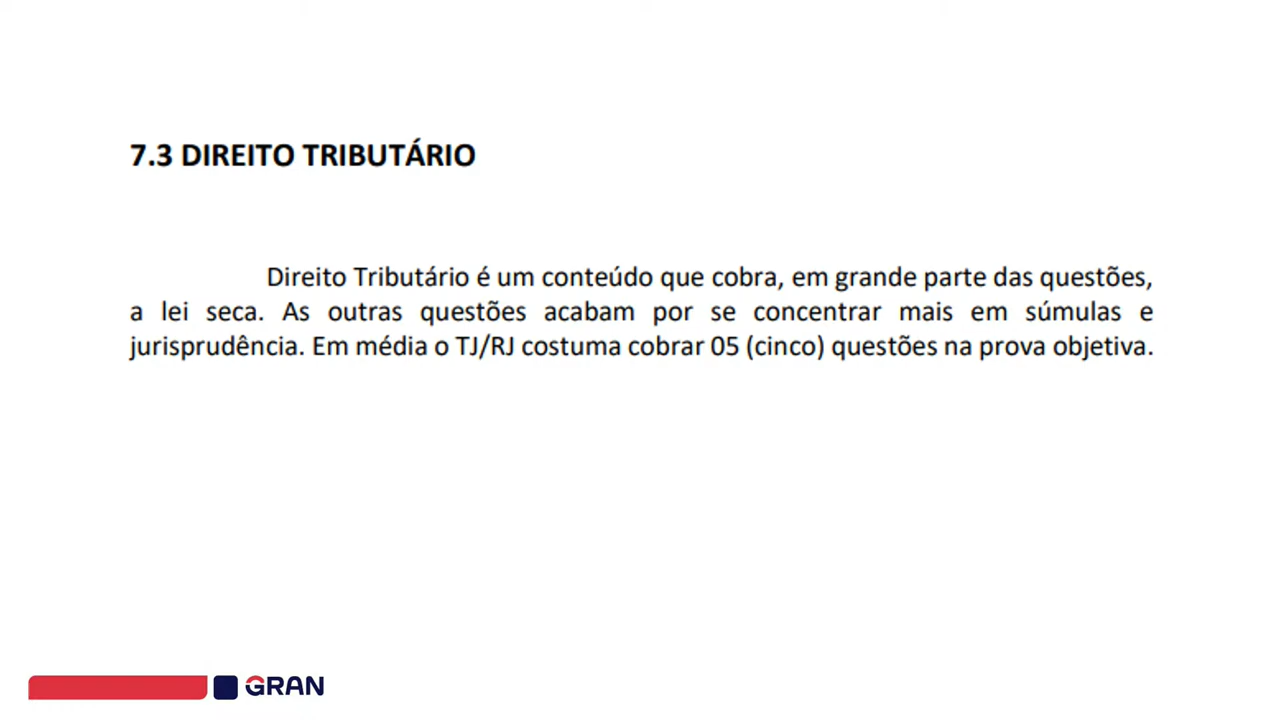 7.3 DIREITO TRIBUTÁRIO
Direito Tributário é um conteúdo que cobra, em grande parte das questões,
a lei seca. As outras questões acabam por se concentrar mais em súmulas e
jurisprudência. Em média o TJ/RJ costuma cobrar 05 (cinco) questões na prova objetiva.
GRAN